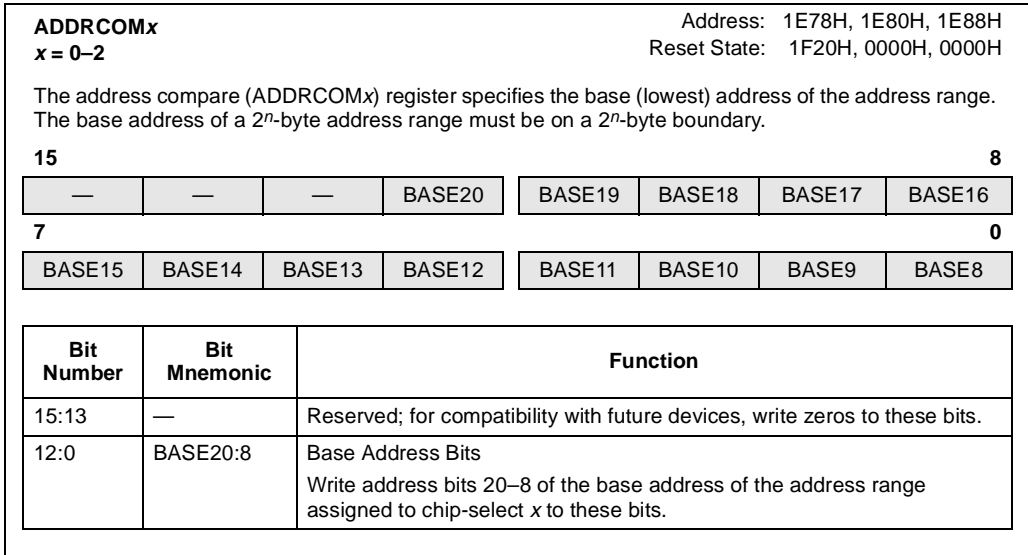 ADDRCOMx Address: 1E78H, 1E80H, 1E88H
x = 0–2 Reset State: 1F20H, 0000H, 0000H
The address compare (ADDRCOMx) register specifies the base (lowest) address of the address range.
The base address of a 2ⁿ-byte address range must be on a 2ⁿ-byte boundary.
15 8
— — — BASE20 BASE19 BASE18 BASE17 BASE16
7 0
BASE15 BASE14 BASE13 BASE12 BASE11 BASE10 BASE9 BASE8
Bit Bit Function
Number Mnemonic
15:13 — Reserved; for compatibility with future devices, write zeros to these bits.
12:0 BASE20:8 Base Address Bits
Write address bits 20–8 of the base address of the address range
assigned to chip-select x to these bits.